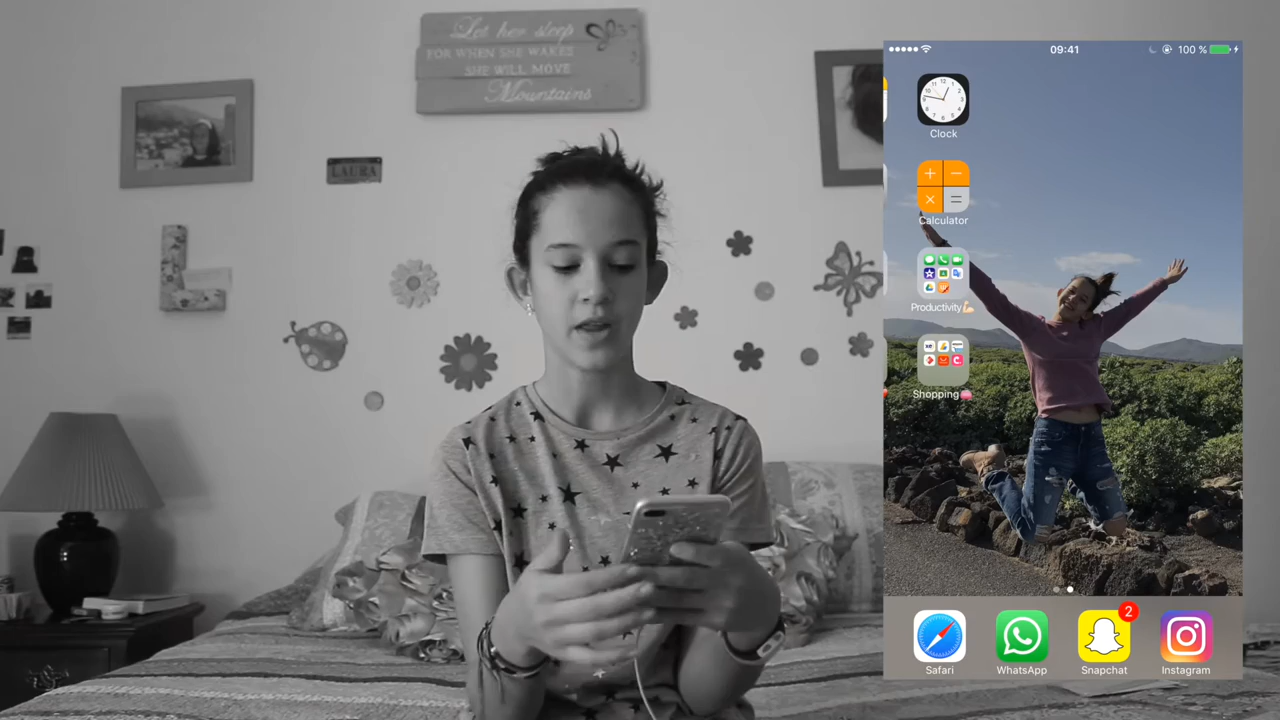 Let her sleep
FOR WHEN SHE WAKES
SHE WILL MOVE
Mountains
LAURA
09:41
100 %
Clock
Calculator
Productivity💪🏻
Shopping👛
2
Safari
WhatsApp
Snapchat
Instagram